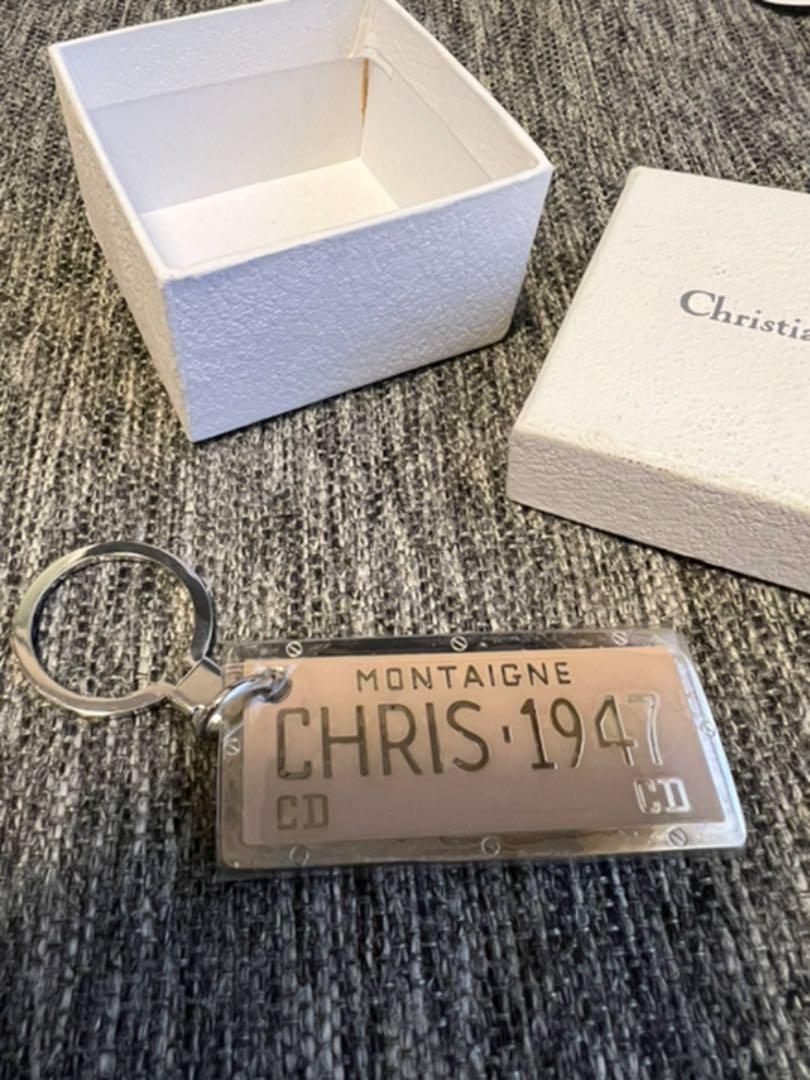 Christia
MONTAIGNE
CHRIS·1947
CD CD